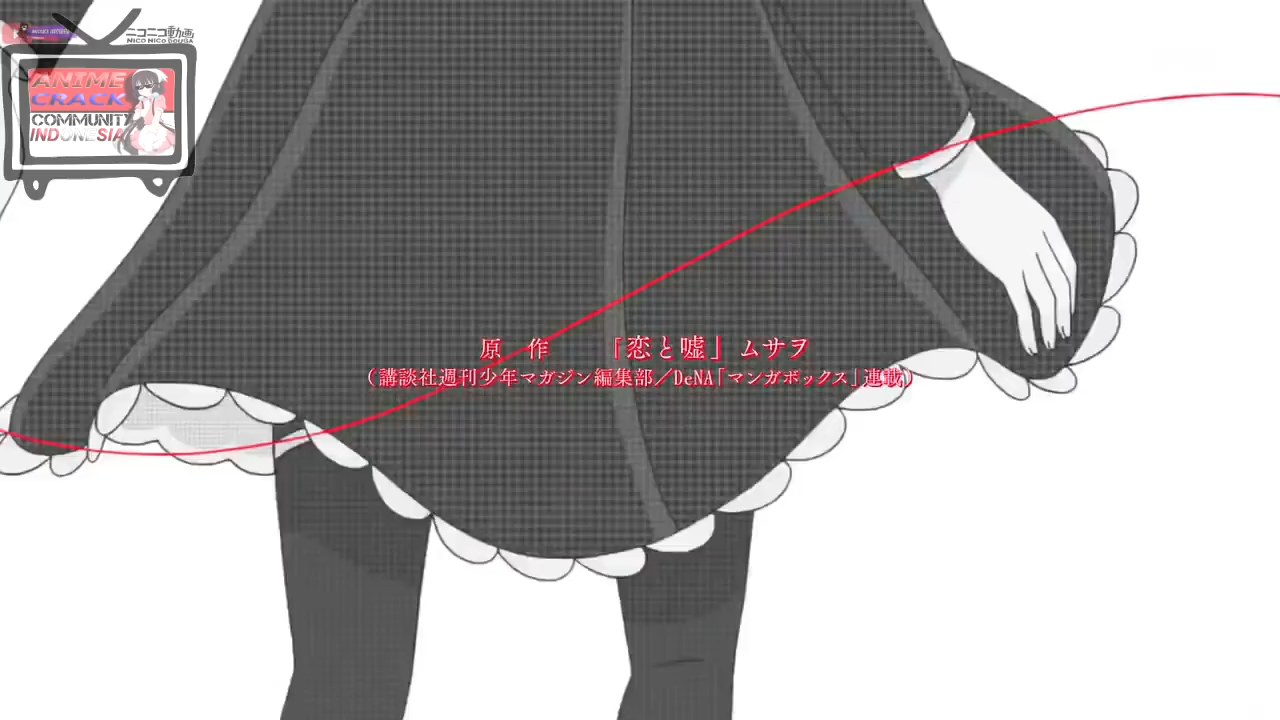 ニコニコ動画
NICO NICO DOUGA
ANIME
CRACK
COMMUNITY
INDONESIA
原　作　　『恋と嘘』 ムサヲ
（講談社週刊少年マガジン編集部／DeNA「マンガボックス」連載）